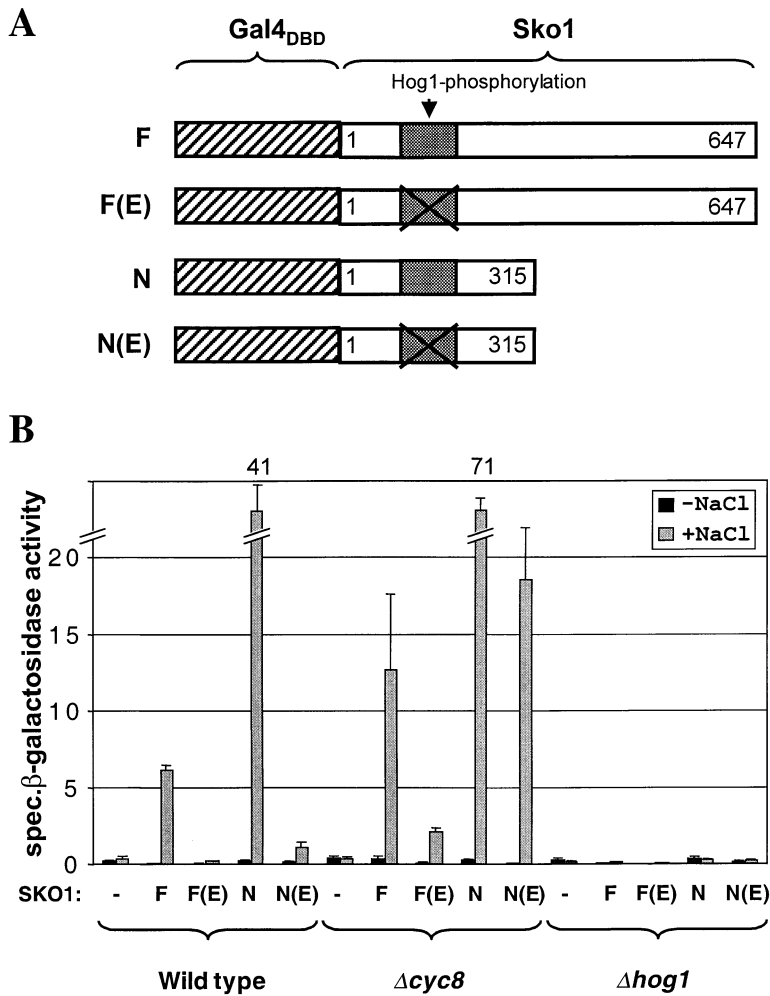 A
Gal4DBD Sko1
Hog1-phosphorylation
F 1 647
F(E) 1 647
N 1 315
N(E) 1 315
B
41 71
-NaCl
+NaCl
spec.β-galactosidase activity
20
15
10
5
0
SKO1: - F F(E) N N(E) - F F(E) N N(E) - F F(E) N N(E)
Wild type Δcyc8 Δhog1